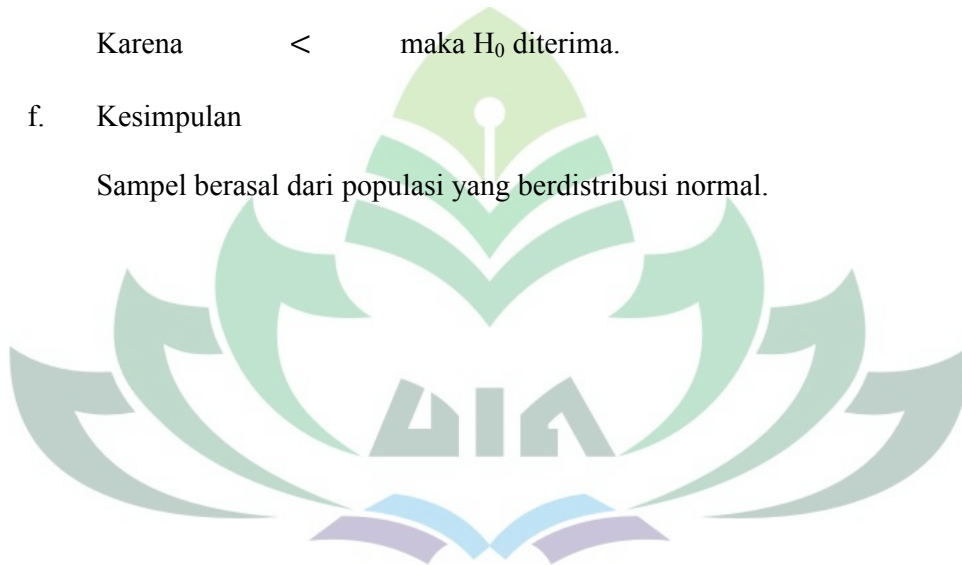 Karena < maka H₀ diterima.
f. Kesimpulan
Sampel berasal dari populasi yang berdistribusi normal.